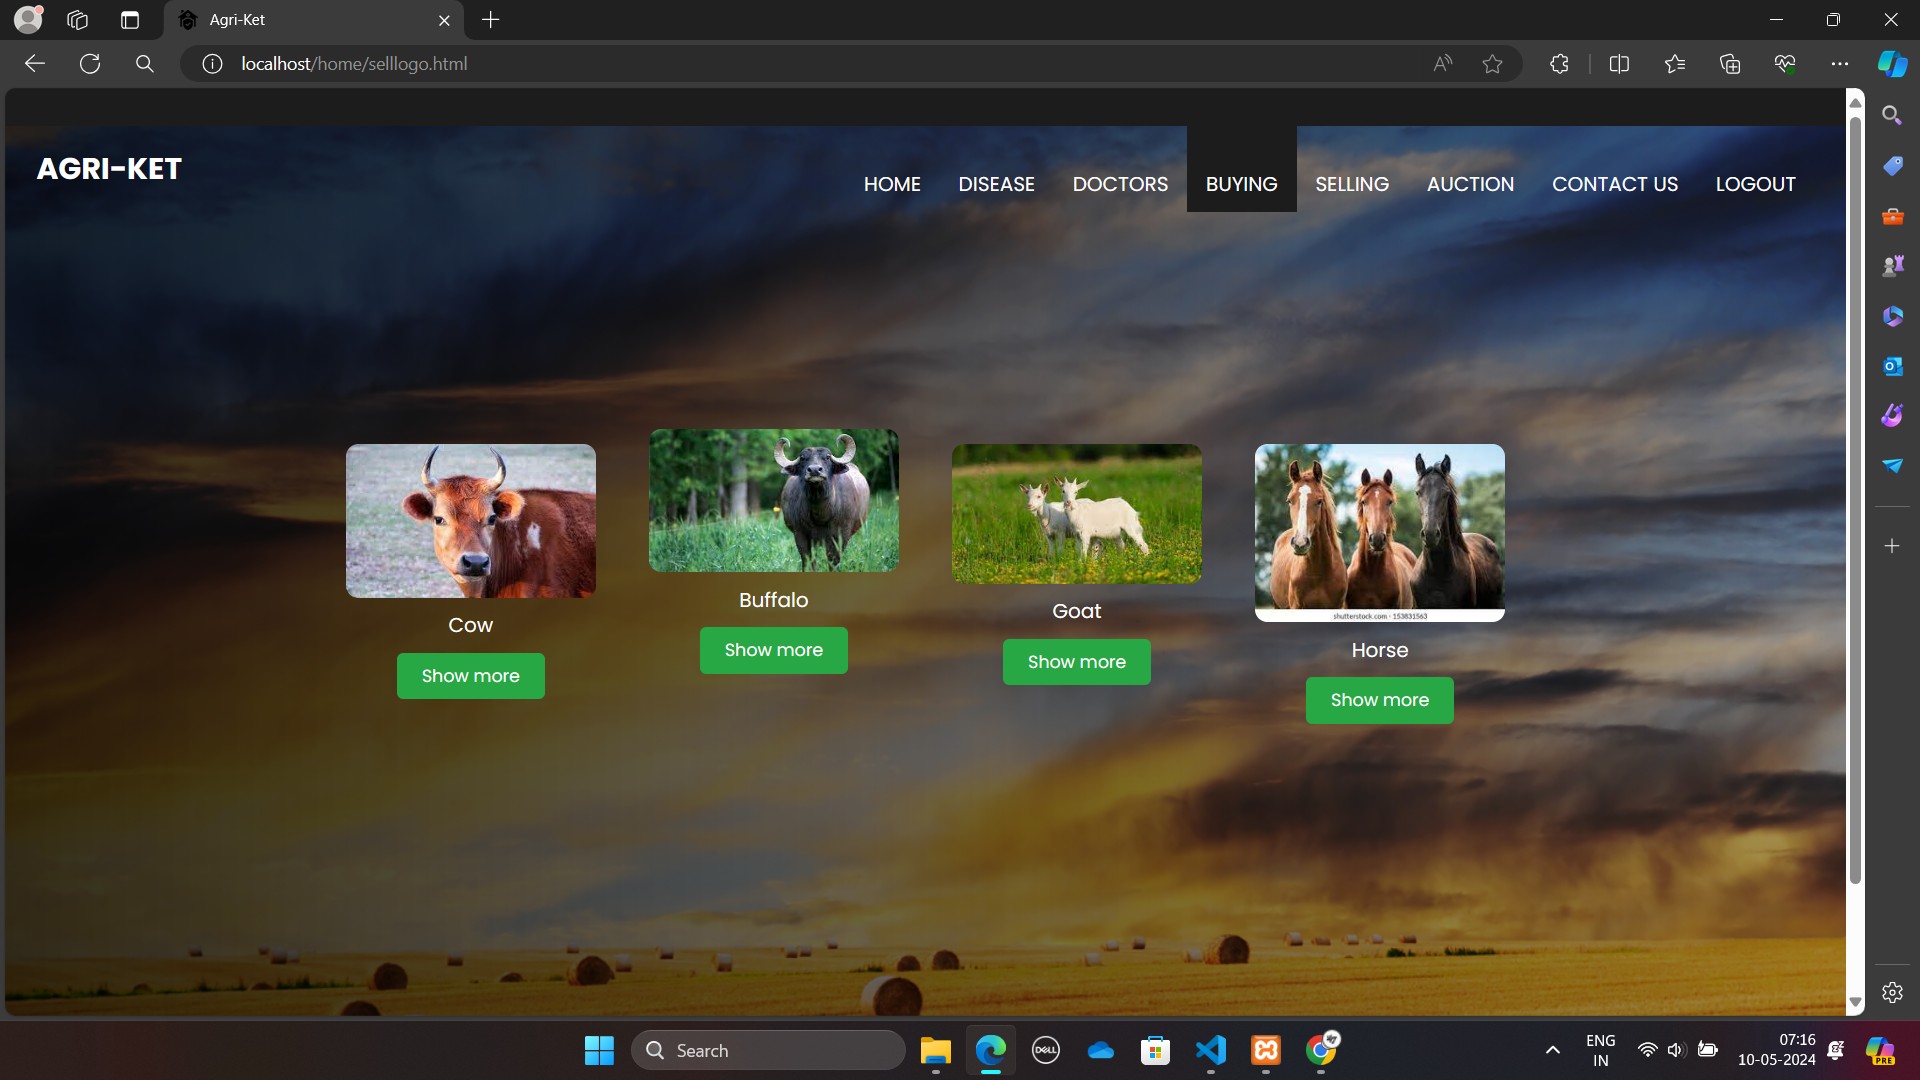 Agri-Ket
localhost/home/selllogo.html
AGRI-KET
HOME DISEASE DOCTORS BUYING SELLING AUCTION CONTACT US LOGOUT
shutterstock.com · 153831563
Cow
Buffalo
Goat
Horse
Show more
Show more
Show more
Show more
Search
DELL
ENG
IN
07:16
10-05-2024
PRE